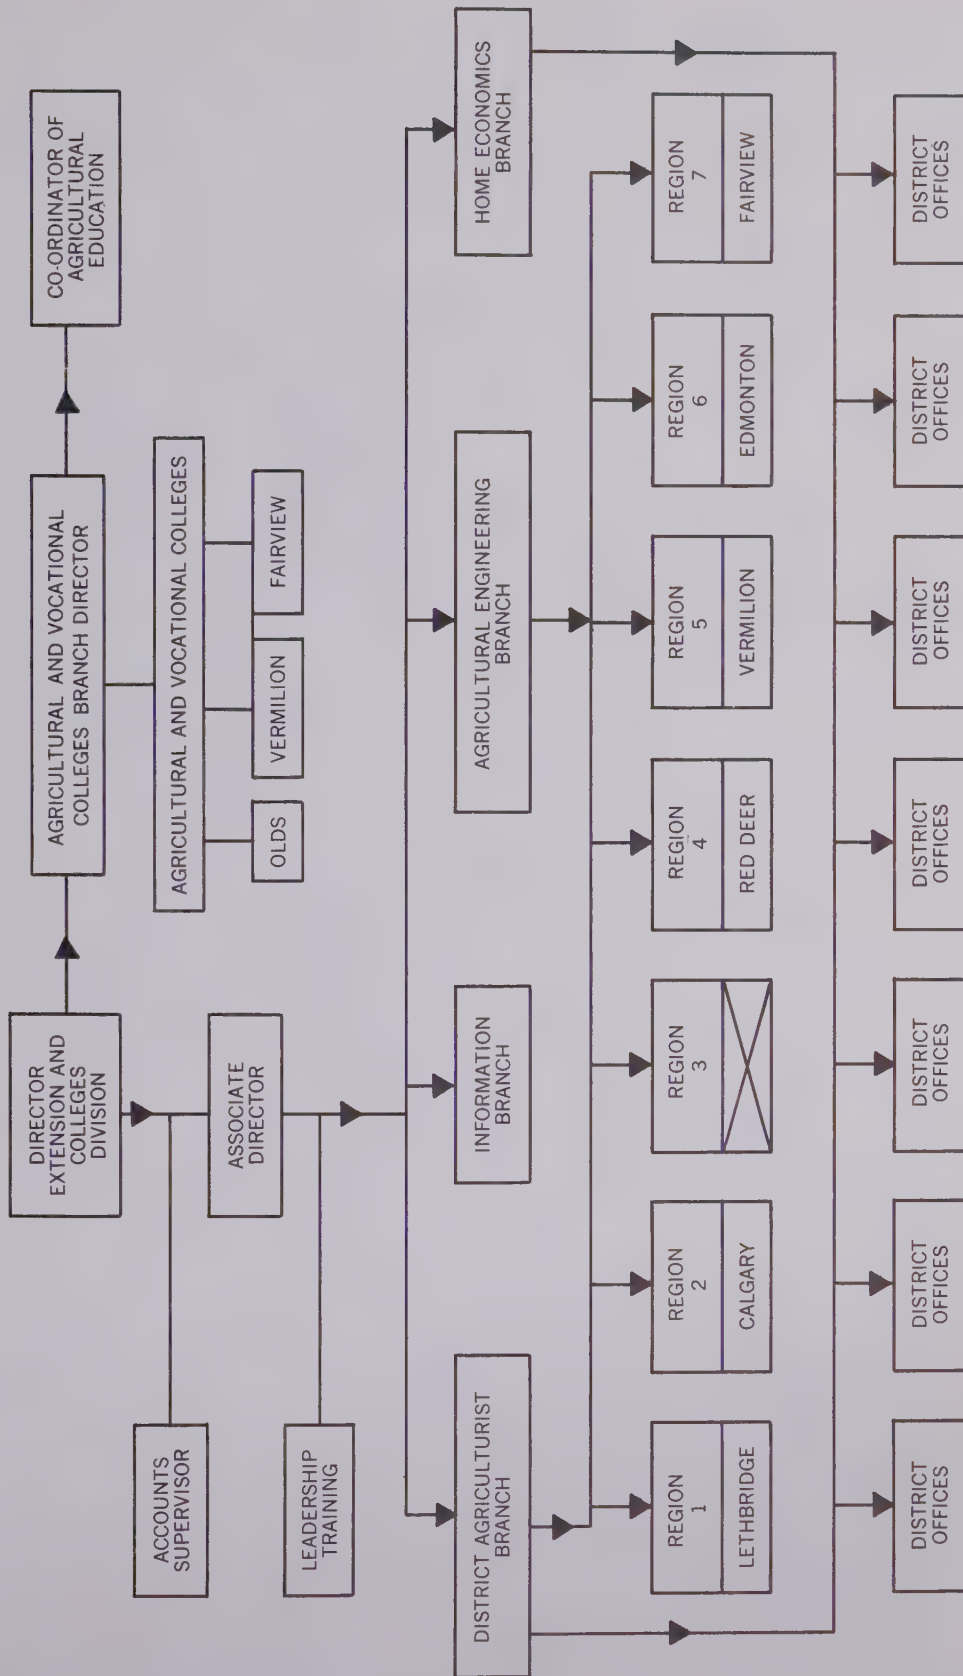 DIRECTOR
EXTENSION AND
COLLEGES
DIVISION
AGRICULTURAL AND VOCATIONAL
COLLEGES BRANCH DIRECTOR
CO-ORDINATOR OF
AGRICULTURAL
EDUCATION
ACCOUNTS
SUPERVISOR
AGRICULTURAL AND VOCATIONAL COLLEGES
ASSOCIATE
DIRECTOR
OLDS
VERMILION
FAIRVIEW
LEADERSHIP
TRAINING
DISTRICT AGRICULTURIST
BRANCH
INFORMATION
BRANCH
AGRICULTURAL ENGINEERING
BRANCH
HOME ECONOMICS
BRANCH
REGION
1
LETHBRIDGE
REGION
2
CALGARY
REGION
3
REGION
4
RED DEER
REGION
5
VERMILION
REGION
6
EDMONTON
REGION
7
FAIRVIEW
DISTRICT
OFFICES
DISTRICT
OFFICES
DISTRICT
OFFICES
DISTRICT
OFFICES
DISTRICT
OFFICES
DISTRICT
OFFICES
DISTRICT
OFFICES